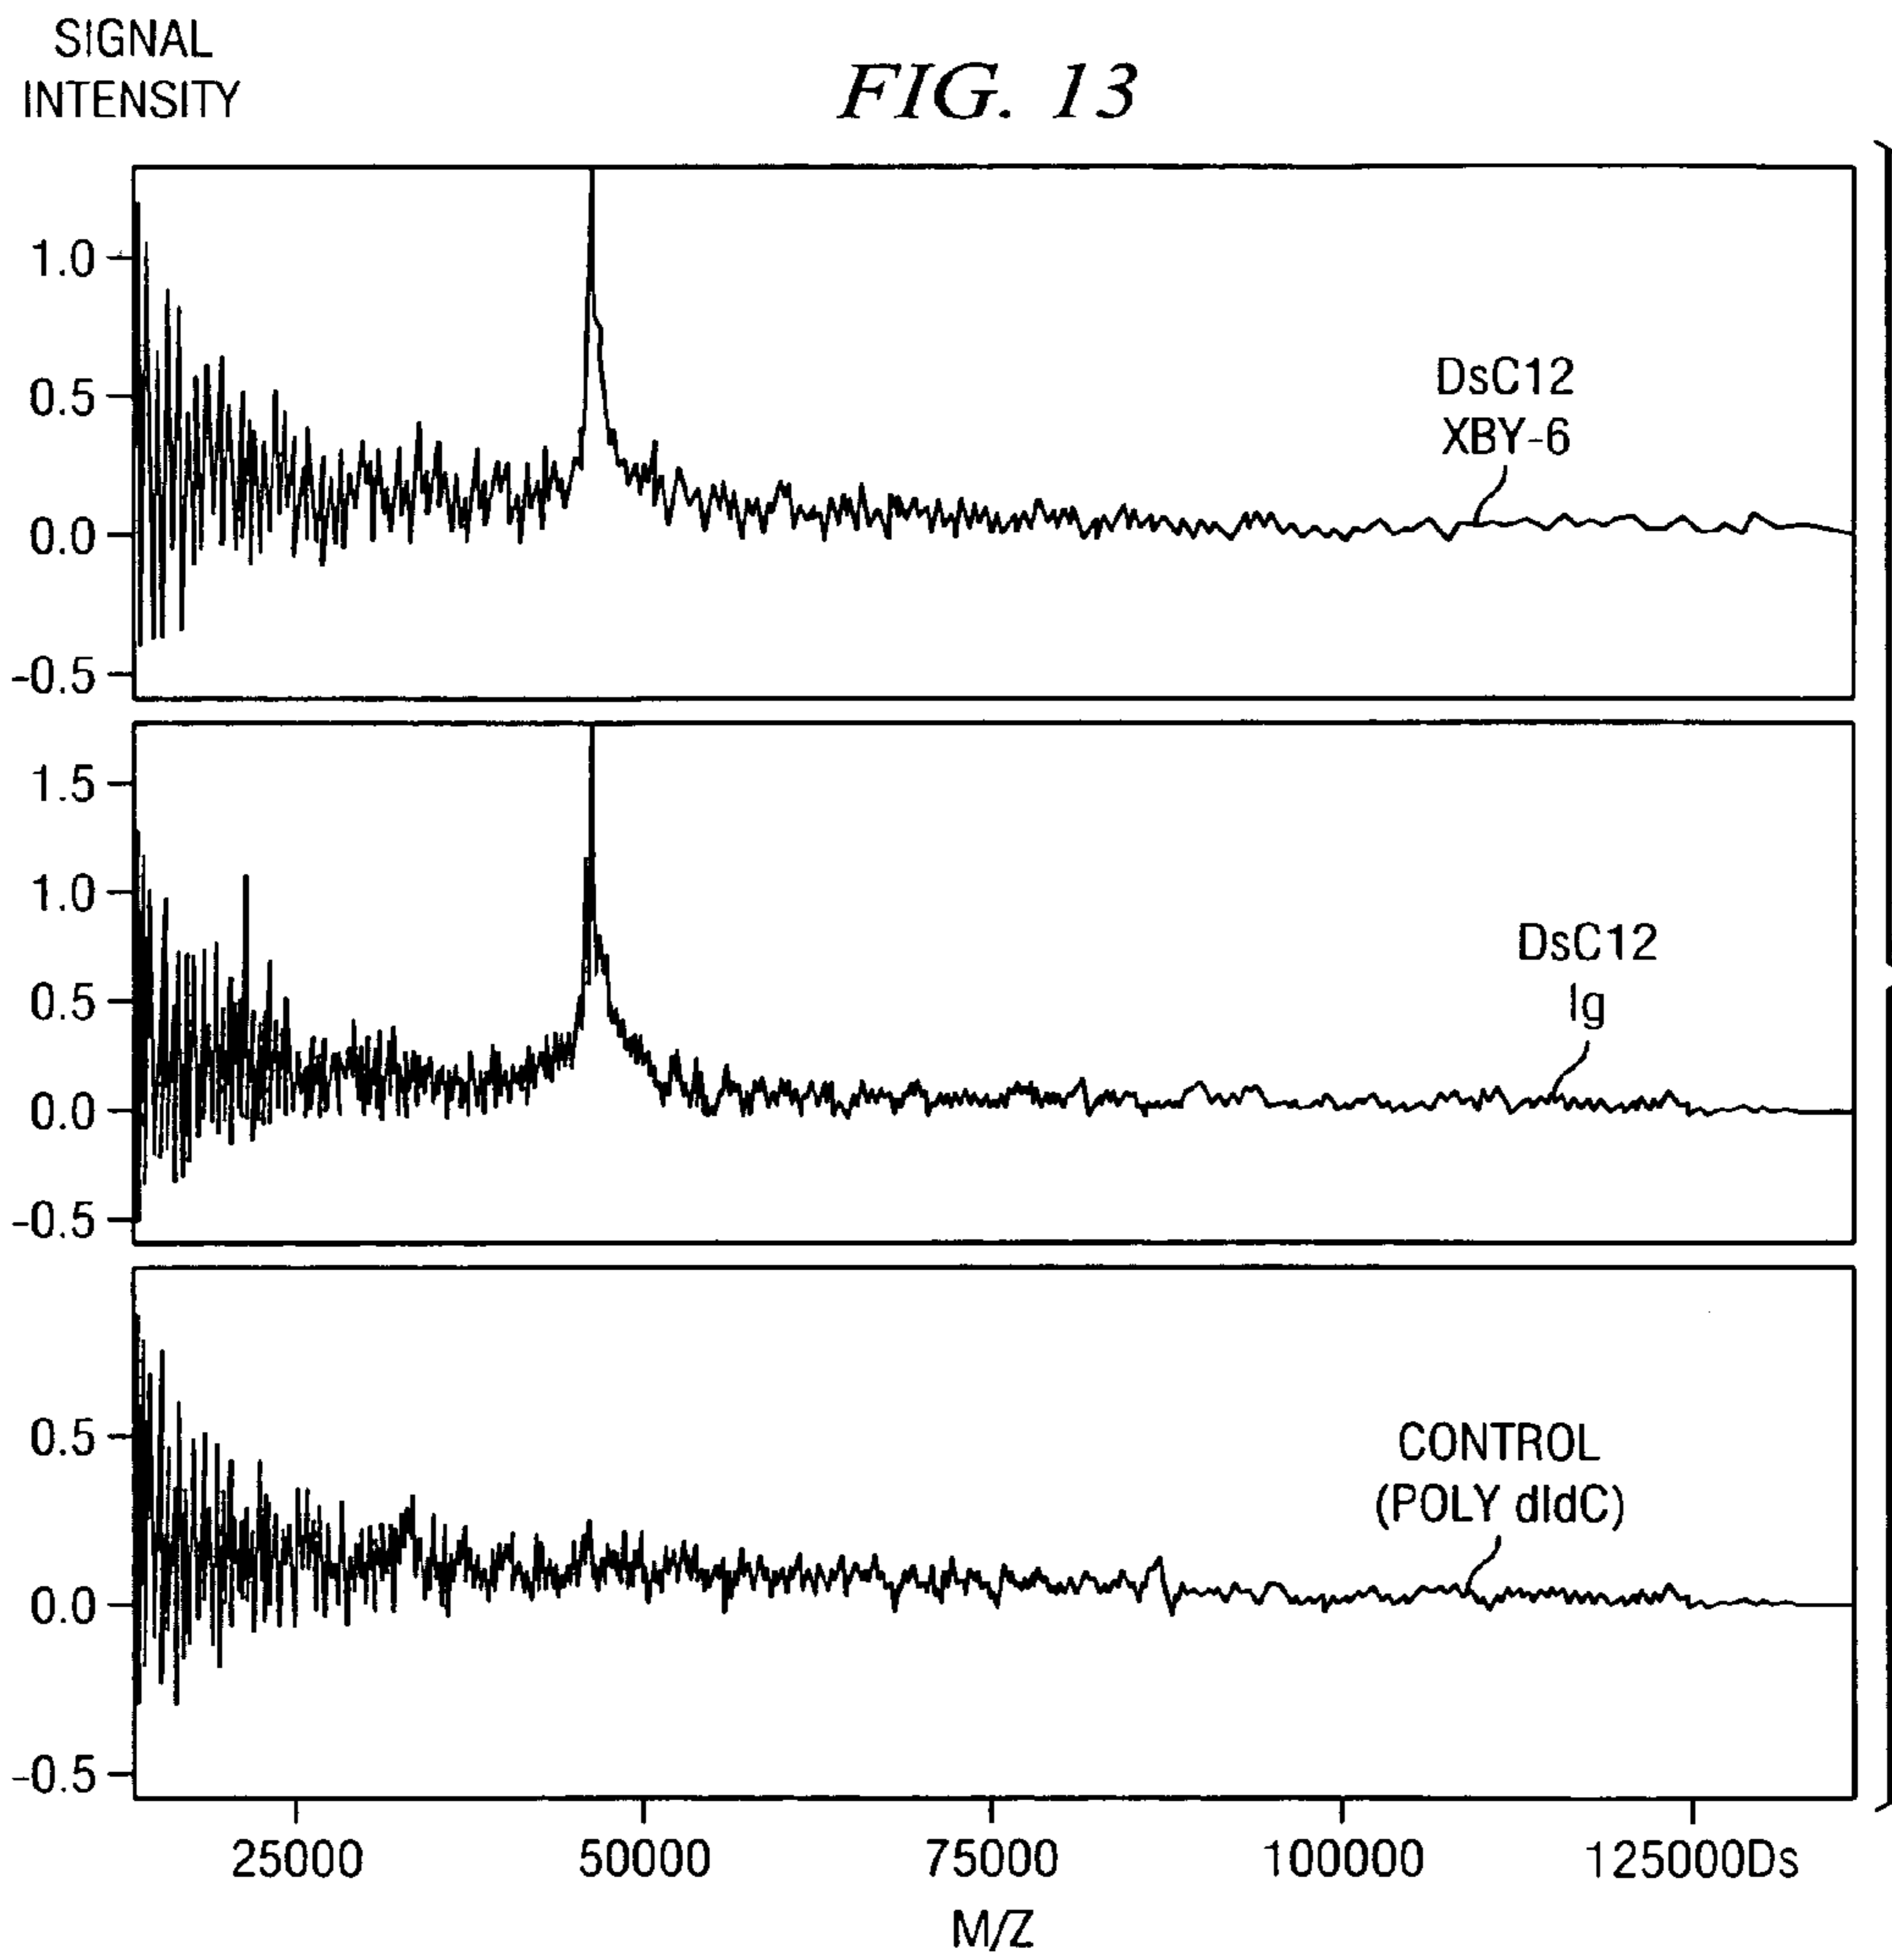 SIGNAL
INTENSITY
FIG. 13
1.0
0.5
0.0
-0.5
DsC12
XBY-6
1.5
1.0
0.5
0.0
-0.5
DsC12
Ig
0.5
0.0
-0.5
CONTROL
(POLY dIdC)
25000 50000 75000 100000 125000Ds
M/Z